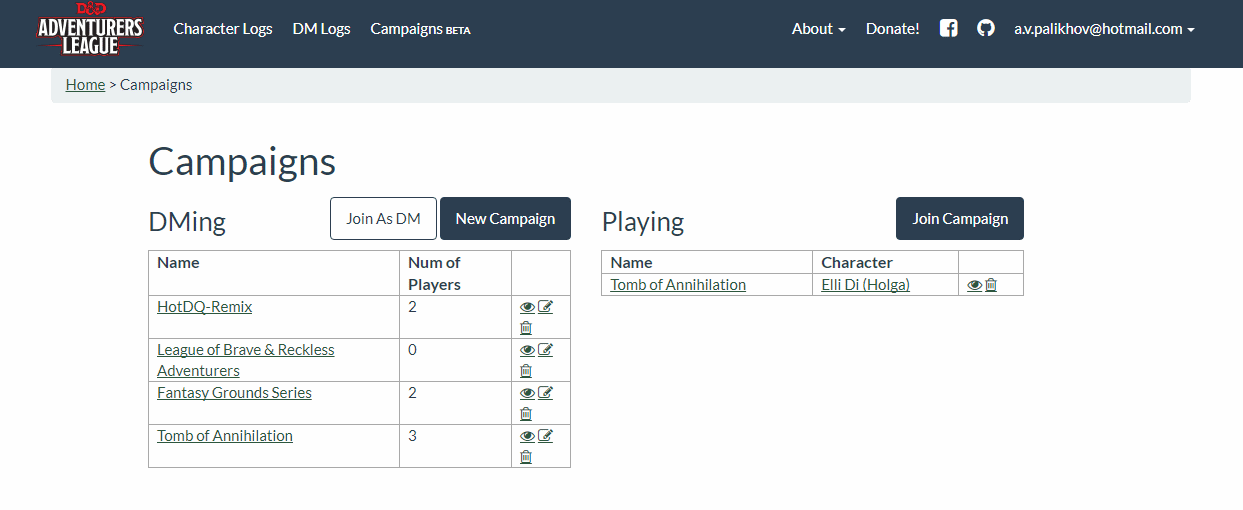 D&D
ADVENTURERS
LEAGUE
Character Logs DM Logs Campaigns BETA About Donate! a.v.palikhov@hotmail.com
Home > Campaigns
Campaigns
DMing Join As DM New Campaign
Name Num of
Players
HotDQ-Remix 2
League of Brave & Reckless 0
Adventurers
Fantasy Grounds Series 2
Tomb of Annihilation 3
Playing Join Campaign
Name Character
Tomb of Annihilation Elli Di (Holga)